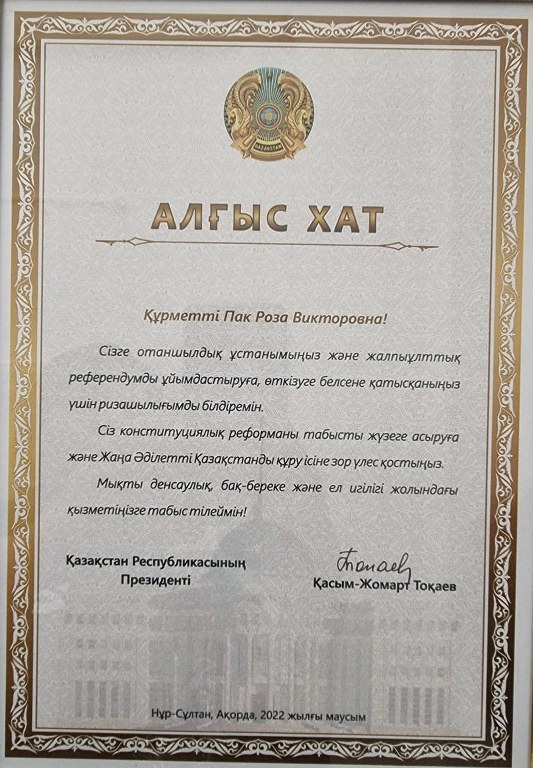 ҚАЗАҚСТАН
АЛҒЫС ХАТ
Құрметті Пак Роза Викторовна!
Сізге отаншылдық ұстанымыңыз және жалпыұлттық
референдумды ұйымдастыруға, өткізуге белсене қатысқаныңыз
үшін ризашылығымды білдіремін.
Сіз конституциялық реформаны табысты жүзеге асыруға
және Жаңа Әділетті Қазақстанды құру ісіне зор үлес қостыңыз.
Мықты денсаулық, бақ-береке және ел игілігі жолындағы
қызметіңізге табыс тілеймін!
Қазақстан Республикасының
Президенті
Тоқаев
Қасым-Жомарт Тоқаев
Нұр-Сұлтан, Ақорда, 2022 жылғы маусым